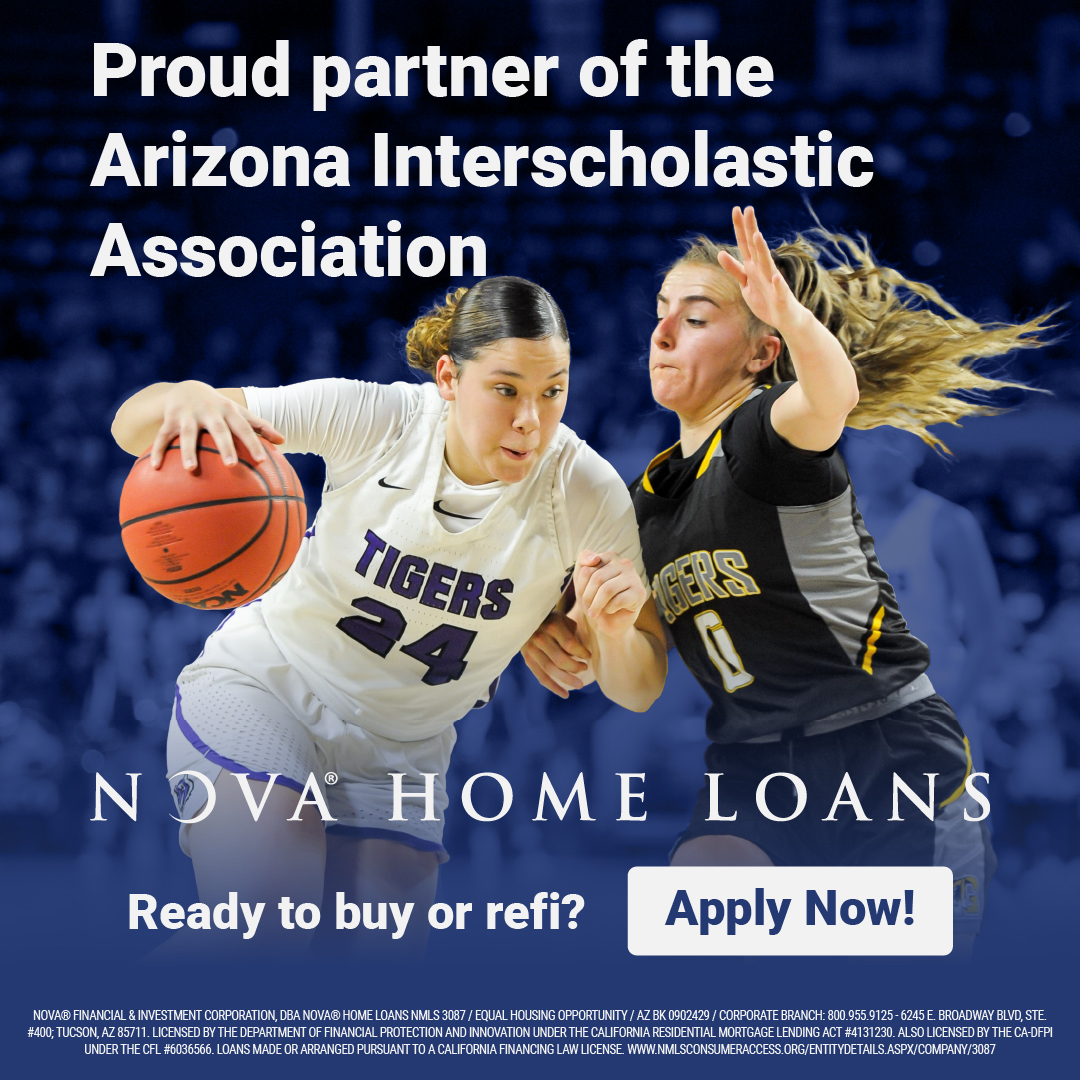 Proud partner of the
Arizona Interscholastic
Association
TIGERS
24
TIGERS
0
NOVA® HOME LOANS
Ready to buy or refi?
Apply Now!
NOVA® FINANCIAL & INVESTMENT CORPORATION, DBA NOVA® HOME LOANS NMLS 3087 / EQUAL HOUSING OPPORTUNITY / AZ BK 0902429 / CORPORATE BRANCH: 800.955.9125 - 6245 E. BROADWAY BLVD, STE.
#400; TUCSON, AZ 85711. LICENSED BY THE DEPARTMENT OF FINANCIAL PROTECTION AND INNOVATION UNDER THE CALIFORNIA RESIDENTIAL MORTGAGE LENDING ACT #4131230. ALSO LICENSED BY THE CA-DFPI
UNDER THE CFL #6036566. LOANS MADE OR ARRANGED PURSUANT TO A CALIFORNIA FINANCING LAW LICENSE. WWW.NMLSCONSUMERACCESS.ORG/ENTITYDETAILS.ASPX/COMPANY/3087